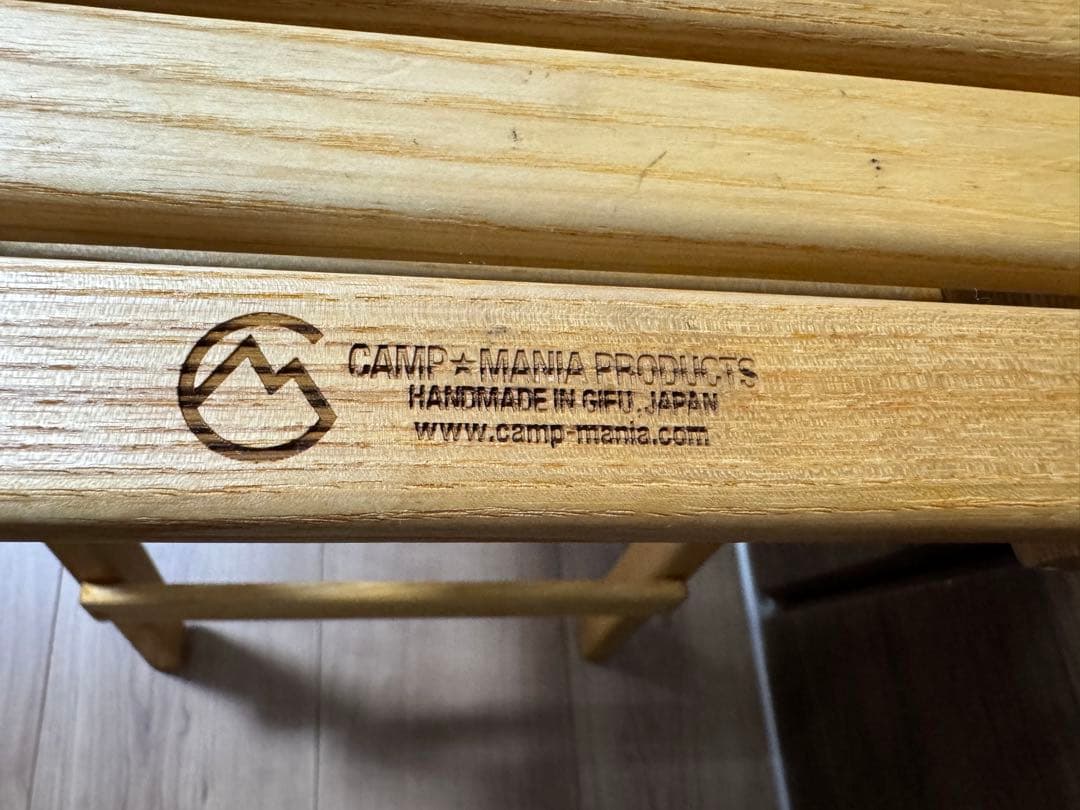 CAMP★MANIA PRODUCTS
HANDMADE IN GIFU, JAPAN
www.camp-mania.com